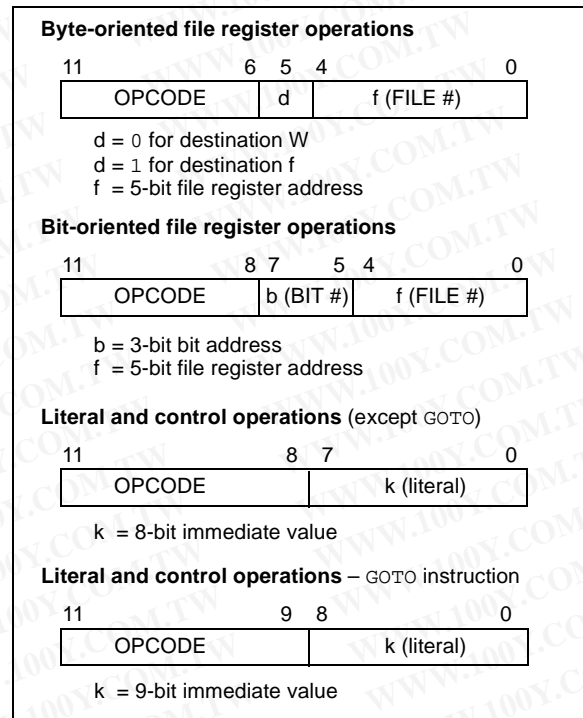 Byte-oriented file register operations
11 6 5 4 0
OPCODE d f (FILE #)
d = 0 for destination W
d = 1 for destination f
f = 5-bit file register address
Bit-oriented file register operations
11 8 7 5 4 0
OPCODE b (BIT #) f (FILE #)
b = 3-bit bit address
f = 5-bit file register address
Literal and control operations (except GOTO)
11 8 7 0
OPCODE k (literal)
k = 8-bit immediate value
Literal and control operations – GOTO instruction
11 9 8 0
OPCODE k (literal)
k = 9-bit immediate value
WWW.100Y.COM.TW